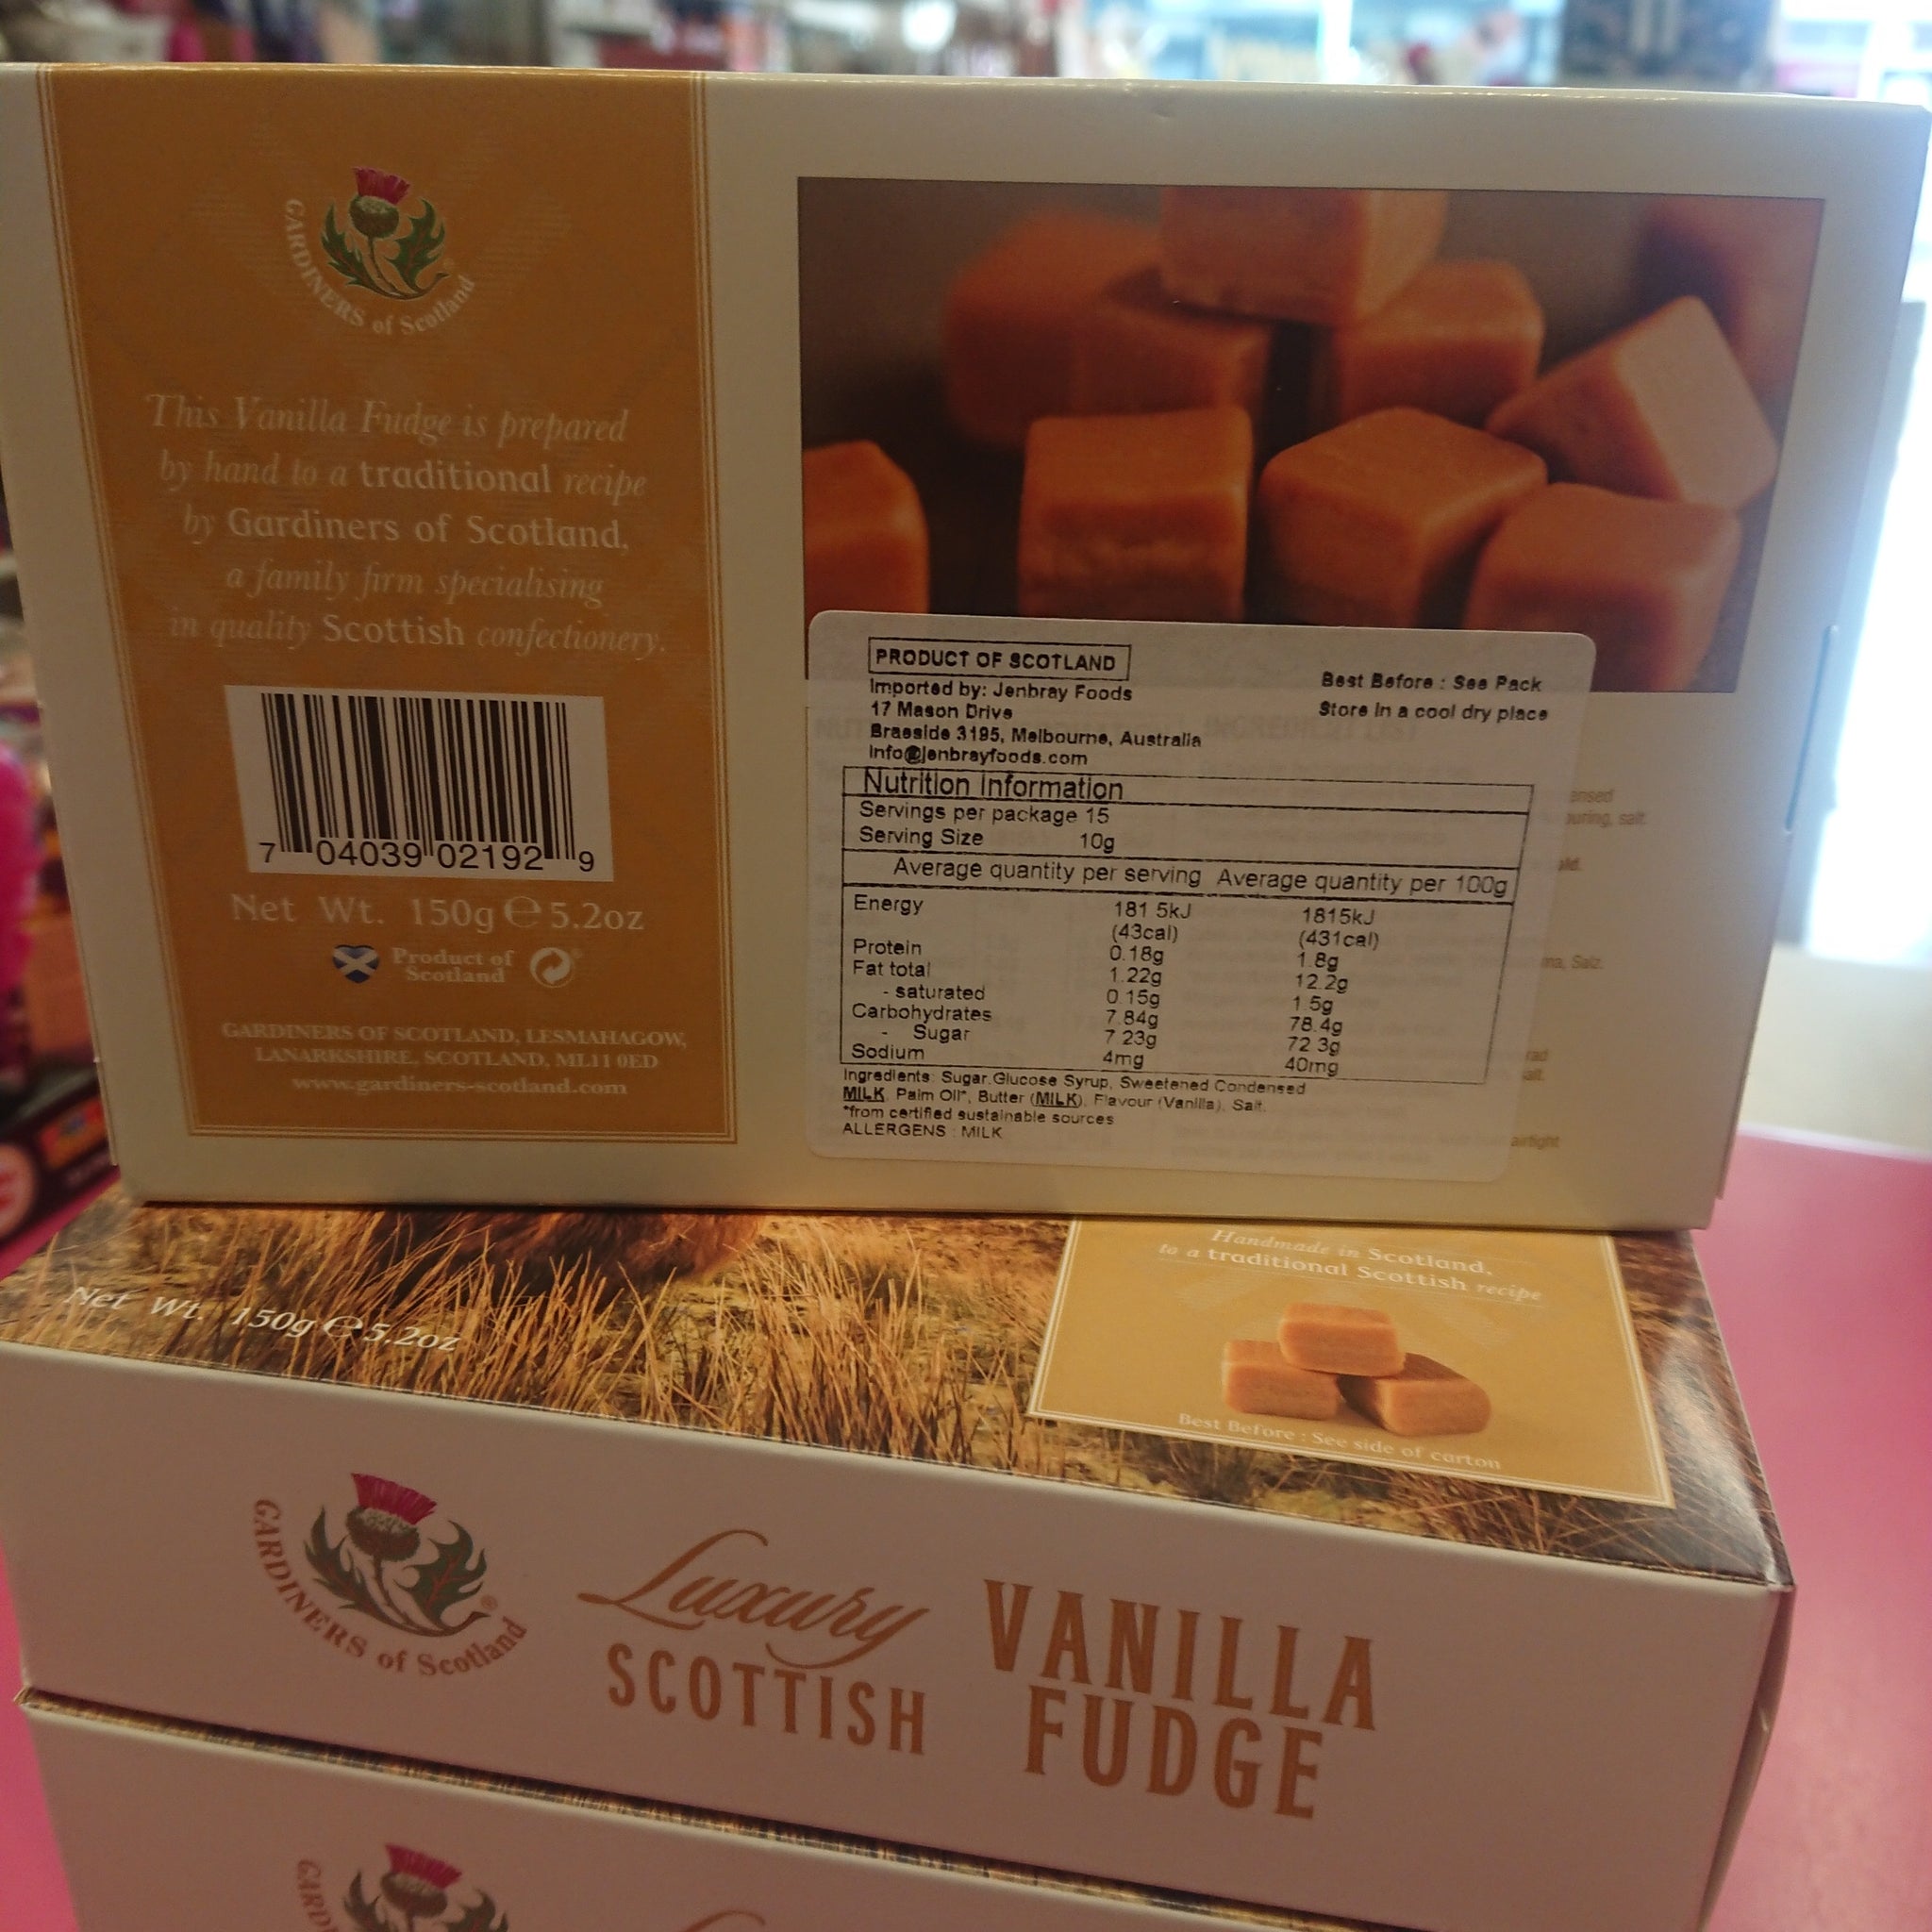 GARDINERS of Scotland
This Vanilla Fudge is prepared
by hand to a traditional recipe
by Gardiners of Scotland,
a family firm specialising
in quality Scottish confectionery.
7 04039 02192 9
Net Wt. 150g ℮ 5.2oz
Product of
Scotland
GARDINERS OF SCOTLAND, LESMAHAGOW,
LANARKSHIRE, SCOTLAND, ML11 0ED
www.gardiners-scotland.com
PRODUCT OF SCOTLAND
Imported by: Jenbray Foods
17 Mason Drive
Braeside 3195, Melbourne, Australia
Info@jenbrayfoods.com
Best Before : See Pack
Store in a cool dry place
INGREDIENT LIST
Nutrition Information
Servings per package 15
Serving Size 10g
Average quantity per serving Average quantity per 100g
Energy 181 5kJ 1815kJ
(43cal) (431cal)
Protein 0.18g 1.8g
Fat total 1.22g 12.2g
- saturated 0.15g 1.5g
Carbohydrates 7.84g 78.4g
- Sugar 7 23g 72 3g
Sodium 4mg 40mg
Ingredients: Sugar,Glucose Syrup, Sweetened Condensed
MILK, Palm Oil*, Butter (MILK), Flavour (Vanilla), Salt.
*from certified sustainable sources
ALLERGENS : MILK
salt.
Salz.
airtight
Handmade in Scotland,
to a traditional Scottish recipe
Best Before : See side of carton
Net Wt. 150g ℮ 5.2oz
GARDINERS of Scotland
Luxury
SCOTTISH
VANILLA
FUDGE